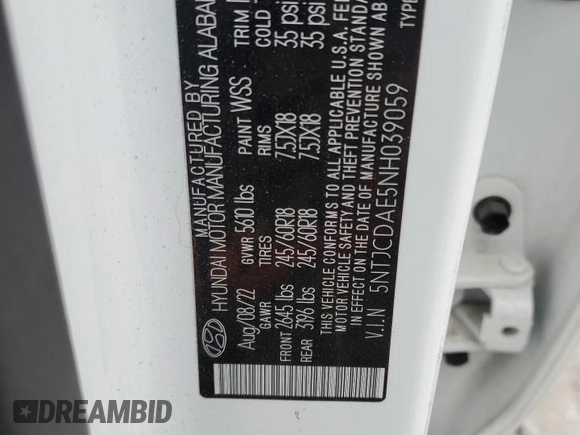 MANUFACTURED BY
HYUNDAI MOTOR MANUFACTURING ALABA
Aug/08/22 GVWR 5610 lbs PAINT WSS TRIM
GAWR TIRES RIMS COLD
FRONT 2645 lbs 245/60R18 7.5JX18 35 psi
REAR 3196 lbs 245/60R18 7.5JX18 35 psi
THIS VEHICLE CONFORMS TO ALL APPLICABLE U.S.A. FE
MOTOR VEHICLE SAFETY AND THEFT PREVENTION STANDA
IN EFFECT ON THE DATE OF MANUFACTURE SHOWN AB
V.I.N 5NTJCDAE5NH039059 TYPE
DREAMBID